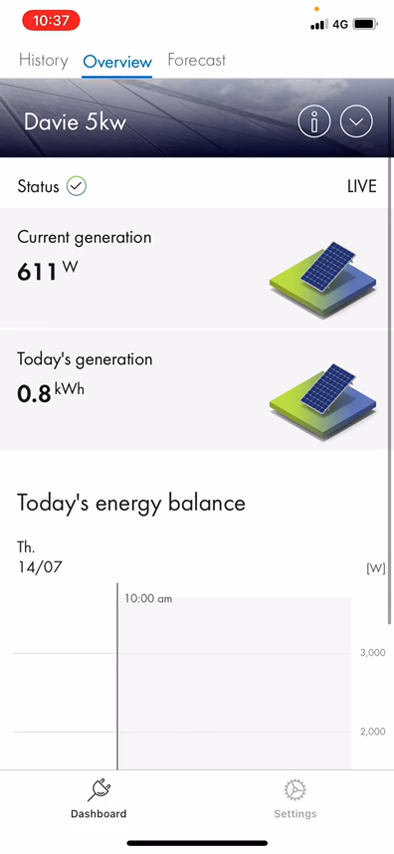 10:37
4G
History Overview Forecast
Davie 5kw
Status LIVE
Current generation
611 W
Today's generation
0.8 kWh
Today's energy balance
Th.
14/07 [W]
10:00 am
3,000
2,000
Dashboard Settings